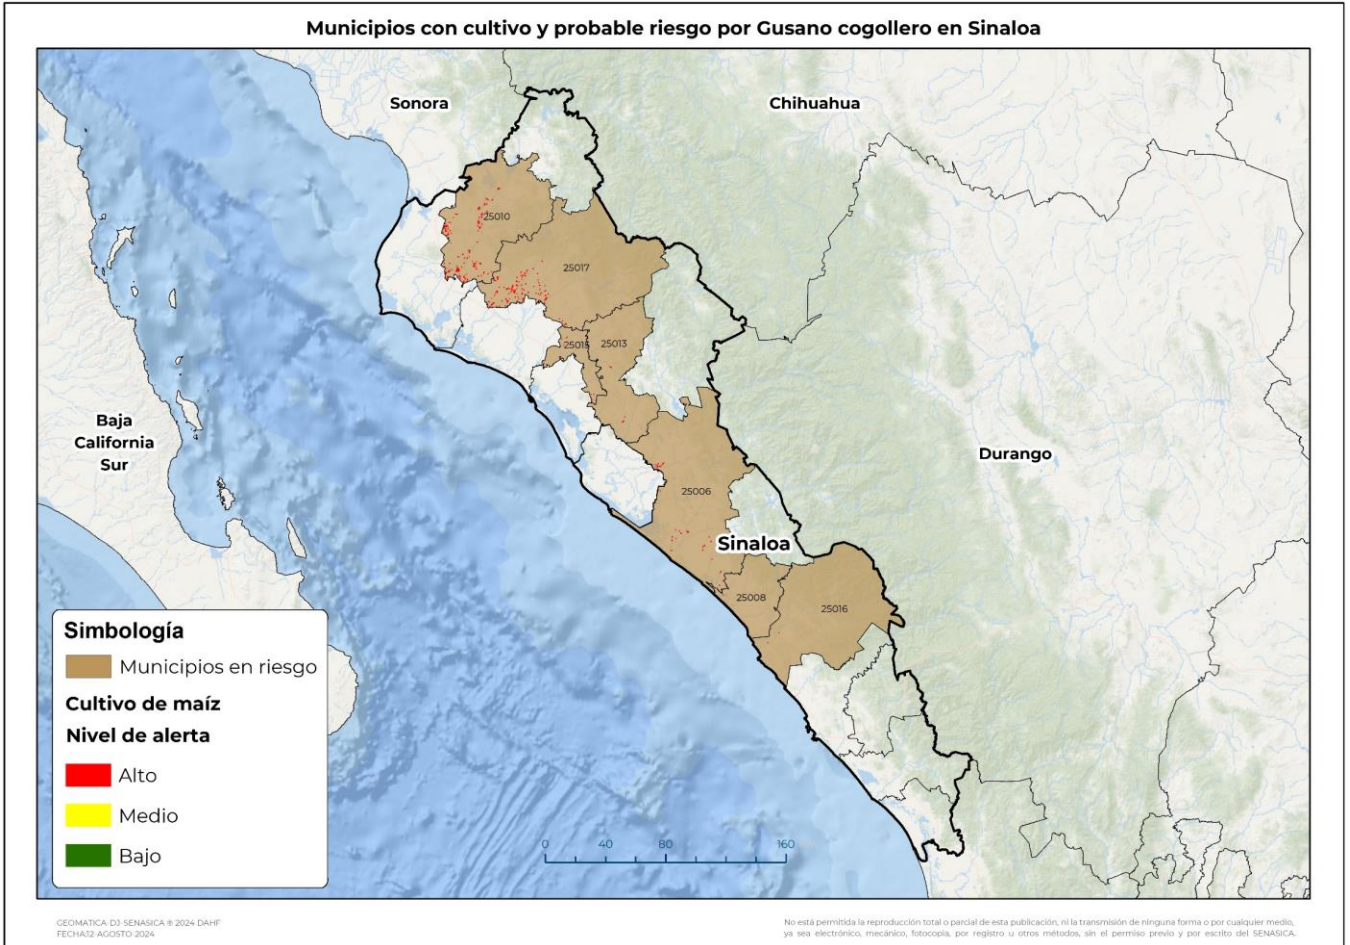 Municipios con cultivo y probable riesgo por Gusano cogollero en Sinaloa
Sonora
Chihuahua
25010
25017
25015
25013
Baja
California
Sur
Durango
25006
Sinaloa
25008
25016
Simbología
Municipios en riesgo
Cultivo de maíz
Nivel de alerta
Alto
Medio
Bajo
0 40 80 160
GEOMATICA-DJ-SENASICA ® 2024 DAHF
FECHA:12-AGOSTO-2024
No está permitida la reproducción total o parcial de esta publicación, ni la transmisión de ninguna forma o por cualquier medio,
ya sea electrónico, mecánico, fotocopia, por registro u otros métodos, sin el permiso previo y por escrito del SENASICA.